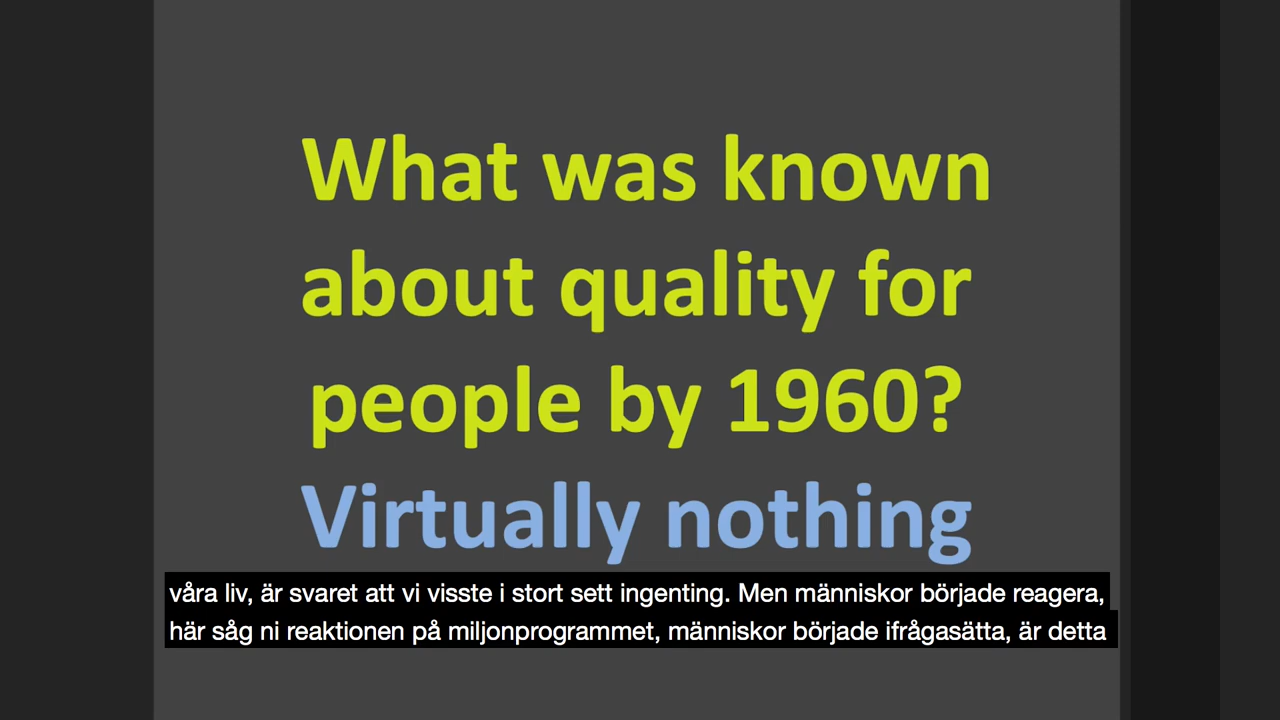 What was known
about quality for
people by 1960?
Virtually nothing
våra liv, är svaret att vi visste i stort sett ingenting. Men människor började reagera,
här såg ni reaktionen på miljonprogrammet, människor började ifrågasätta, är detta